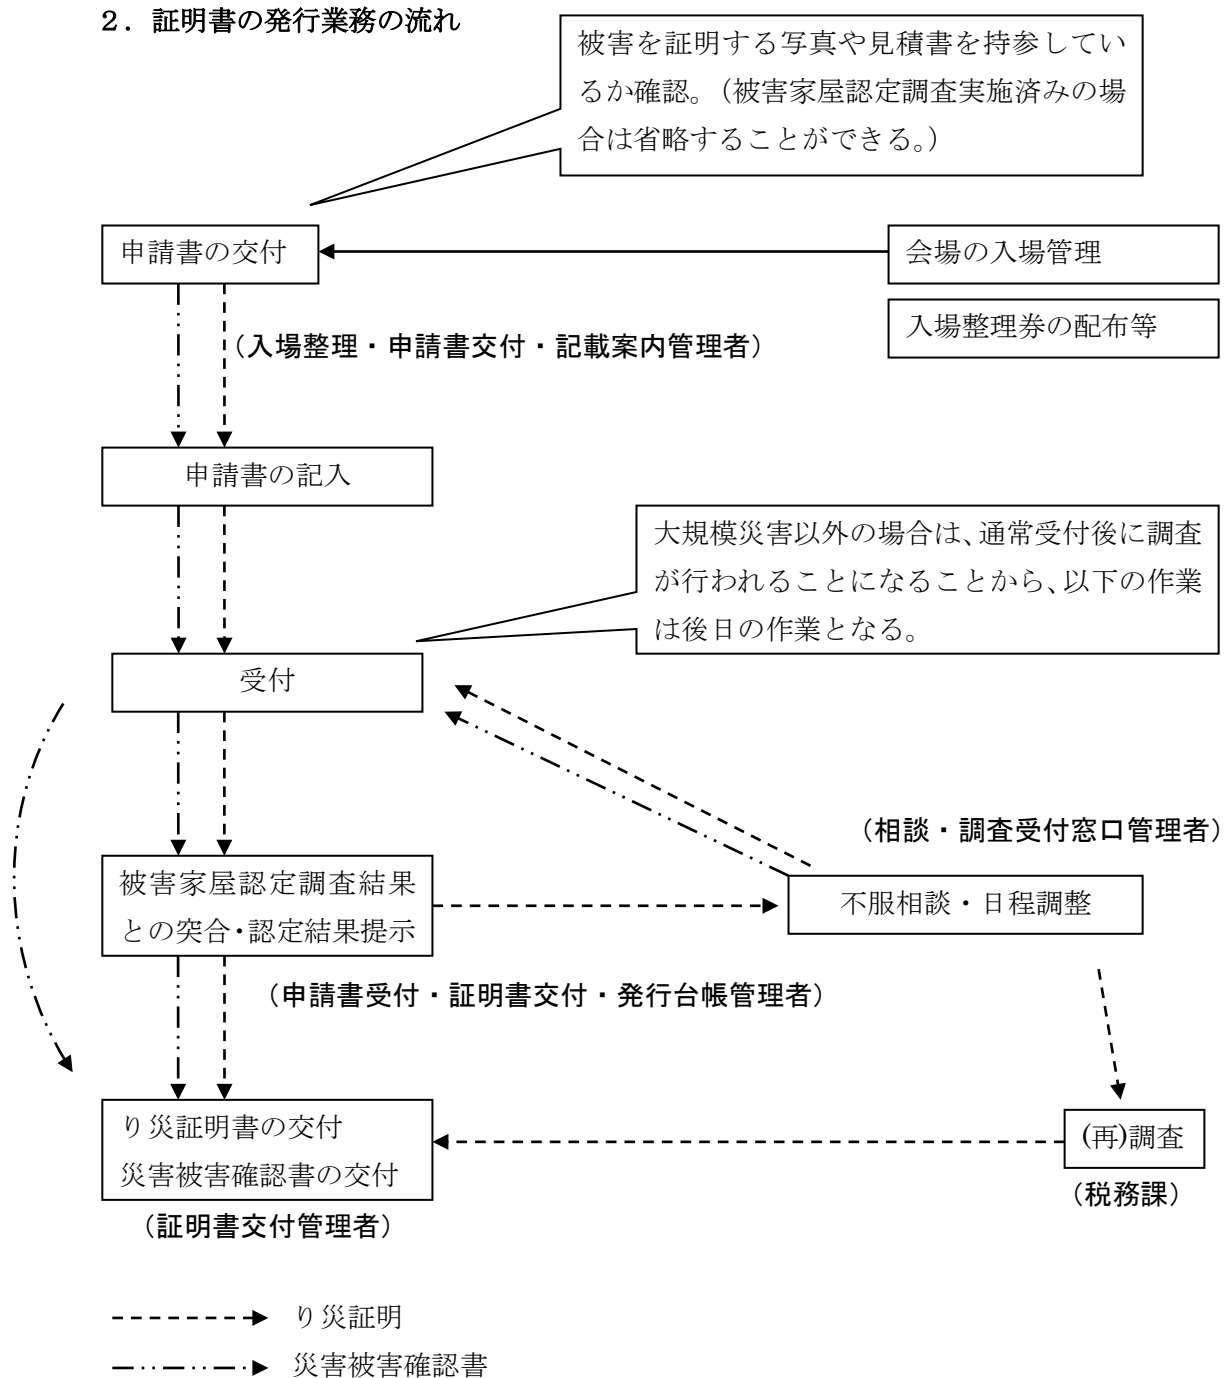 ２．証明書の発行業務の流れ
被害を証明する写真や見積書を持参してい
るか確認。（被害家屋認定調査実施済みの場
合は省略することができる。）
申請書の交付
会場の入場管理
入場整理券の配布等
（入場整理・申請書交付・記載案内管理者）
申請書の記入
大規模災害以外の場合は、通常受付後に調査
が行われることになることから、以下の作業
は後日の作業となる。
受付
（相談・調査受付窓口管理者）
被害家屋認定調査結果
との突合・認定結果提示
不服相談・日程調整
（申請書受付・証明書交付・発行台帳管理者）
り災証明書の交付
災害被害確認書の交付
(再)調査
（税務課）
（証明書交付管理者）
り災証明
災害被害確認書